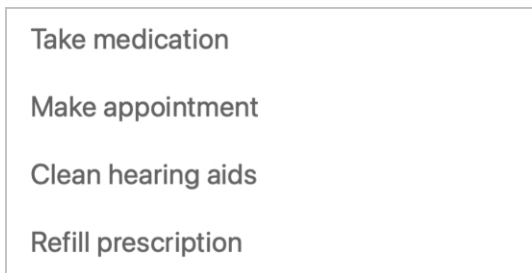 Take medication
Make appointment
Clean hearing aids
Refill prescription